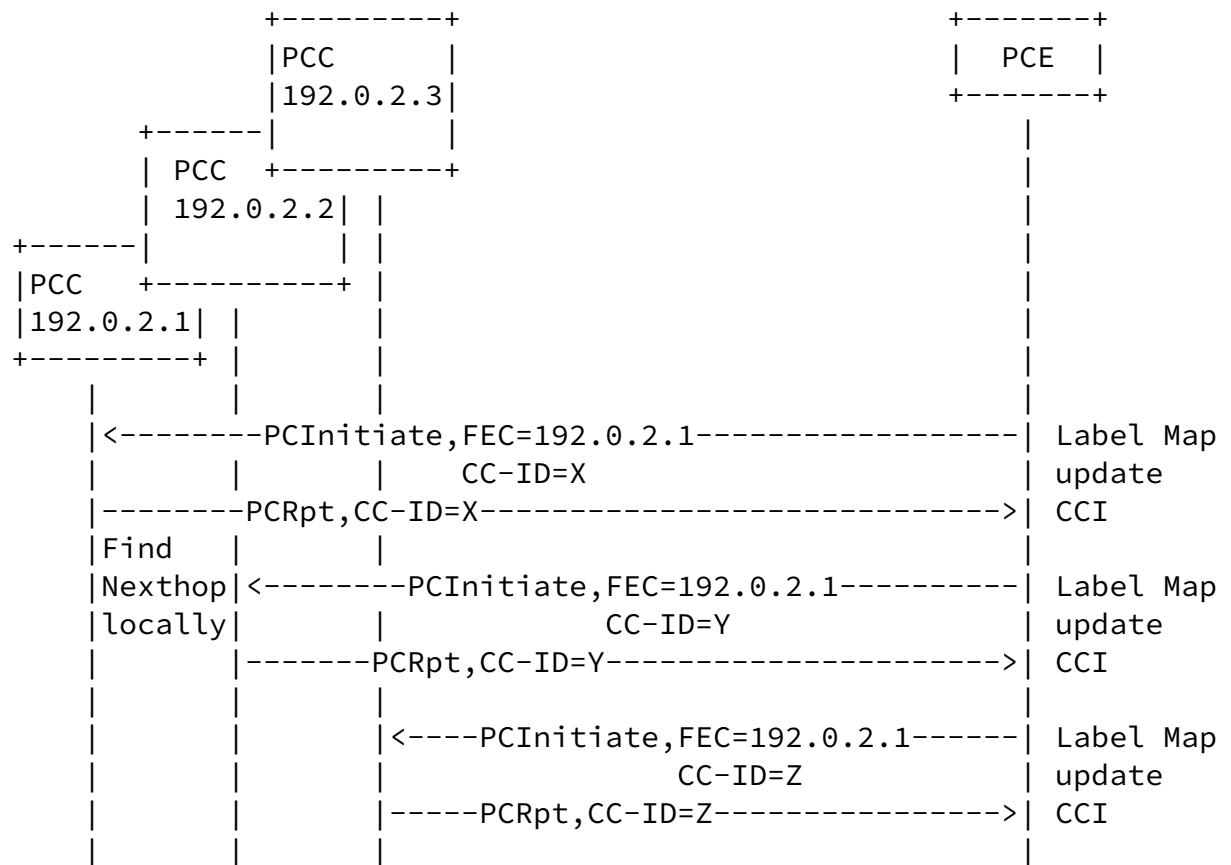 PCC
PCE
192.0.2.3
PCC
192.0.2.2
PCC
192.0.2.1
PCInitiate,FEC=192.0.2.1 Label Map
CC-ID=X update
PCRpt,CC-ID=X CCI
Find
Nexthop PCInitiate,FEC=192.0.2.1 Label Map
locally CC-ID=Y update
PCRpt,CC-ID=Y CCI
PCInitiate,FEC=192.0.2.1 Label Map
CC-ID=Z update
PCRpt,CC-ID=Z CCI